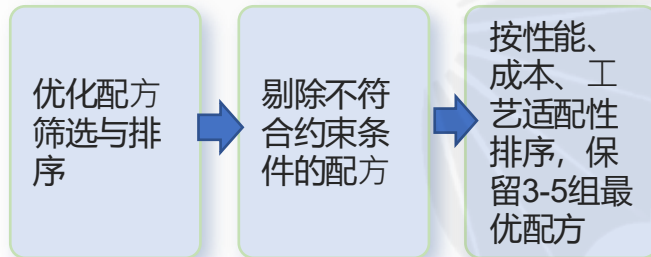 优化配方
筛选与排
序
剔除不符
合约束条
件的配方
按性能、
成本、工
艺适配性
排序，保
留3-5组最
优配方